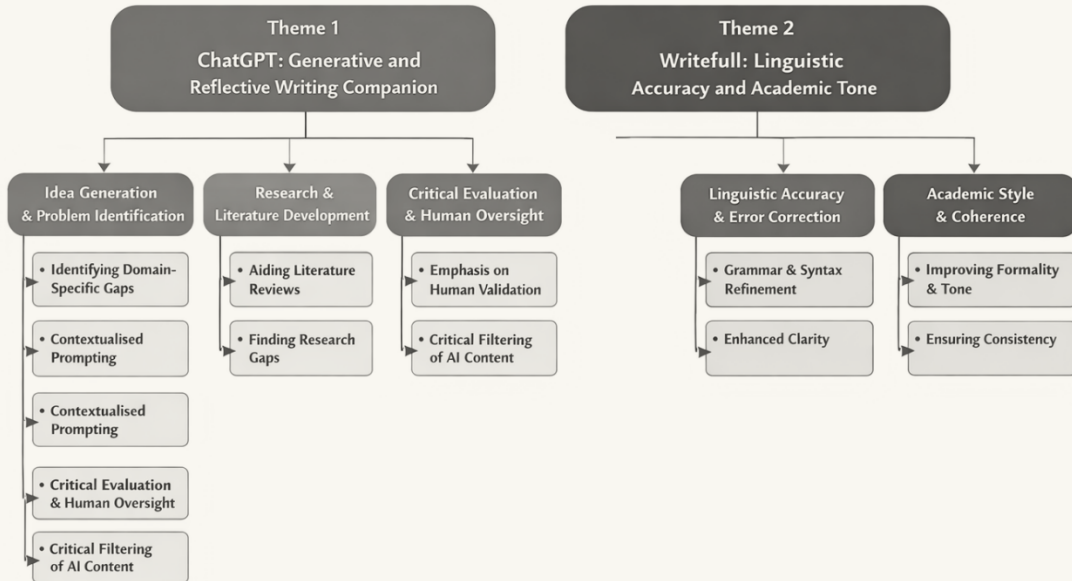 Theme 1
ChatGPT: Generative and
Reflective Writing Companion
Theme 2
Writefull: Linguistic
Accuracy and Academic Tone
Idea Generation
& Problem Identification
• Identifying Domain-
Specific Gaps
• Contextualised
Prompting
• Contextualised
Prompting
• Critical Evaluation
& Human Oversight
• Critical Filtering
of AI Content
Research &
Literature Development
• Aiding Literature
Reviews
• Finding Research
Gaps
Critical Evaluation
& Human Oversight
• Emphasis on
Human Validation
• Critical Filtering
of AI Content
Linguistic Accuracy
& Error Correction
• Grammar & Syntax
Refinement
• Enhanced Clarity
Academic Style
& Coherence
• Improving Formality
& Tone
• Ensuring Consistency